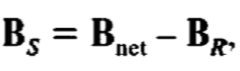 B_S = B_net – B_R,